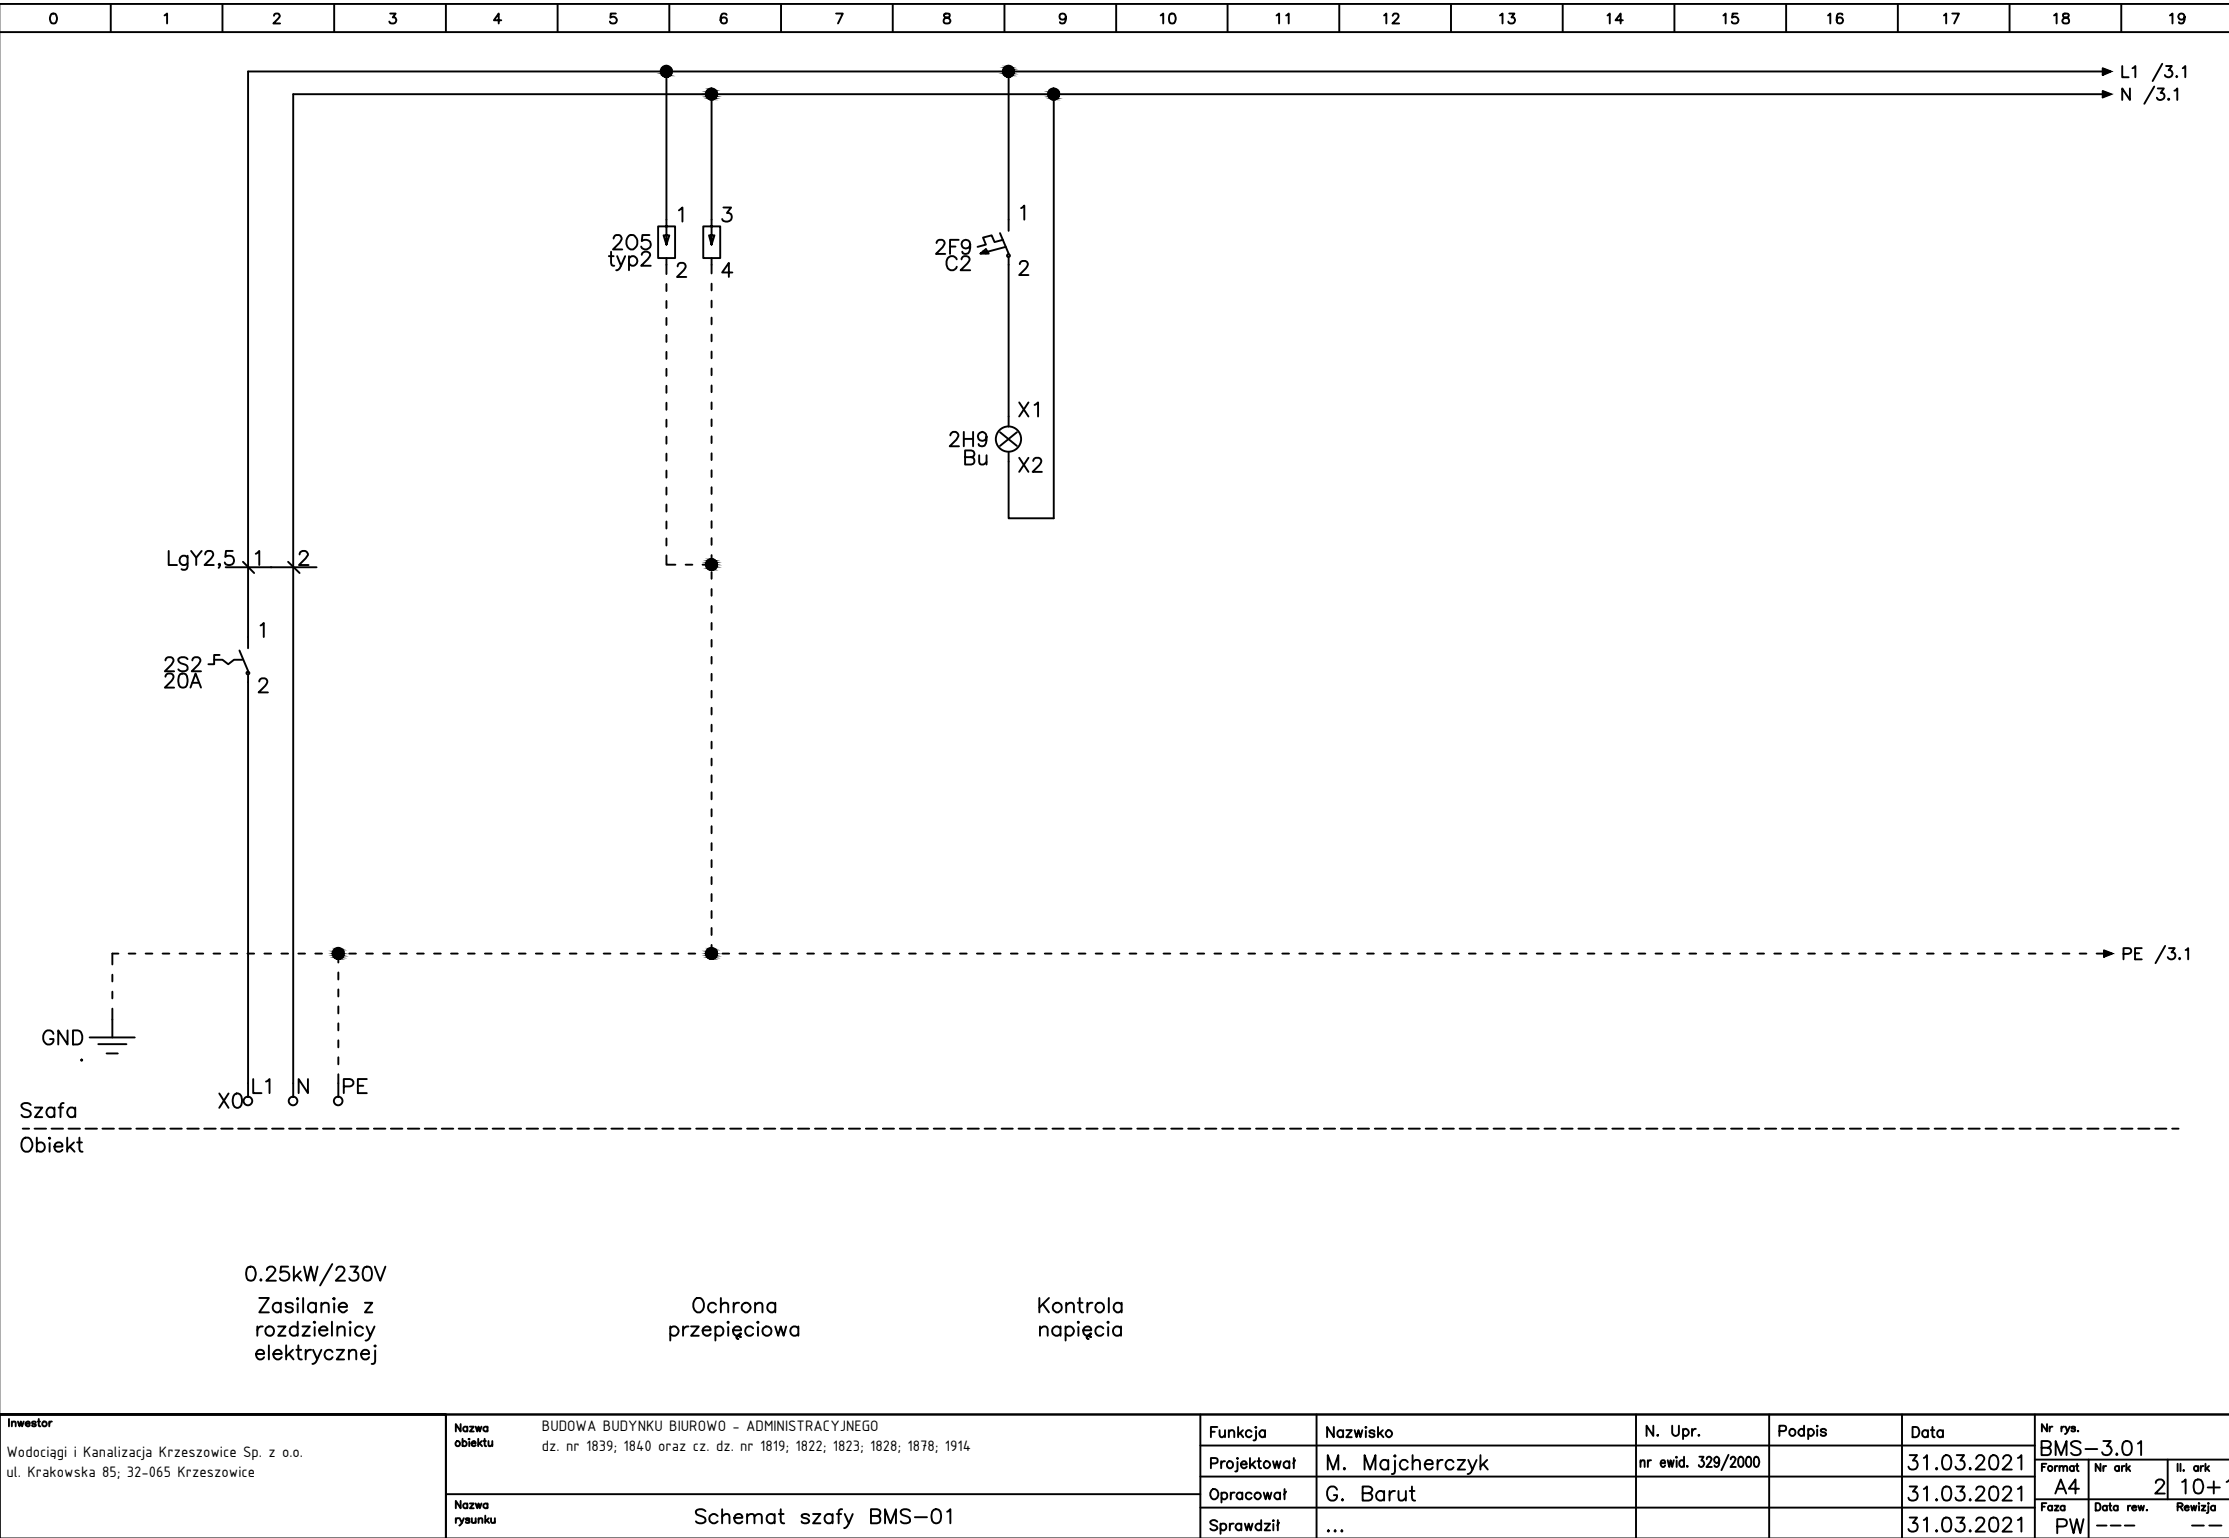 0 1 2 3 4 5 6 7 8 9 10 11 12 13 14 15 16 17 18 19
L1 /3.1
N /3.1
1 3
2O5
typ2
2 4
1
2F9
C2
2
X1
2H9
Bu
X2
LgY2,5 1 2
1
2S2
20A
2
PE /3.1
GND
.
X0 L1 N PE
Szafa
Obiekt
0.25kW/230V
Zasilanie z
rozdzielnicy
elektrycznej
Ochrona
przepięciowa
Kontrola
napięcia
Inwestor
Wodociągi i Kanalizacja Krzeszowice Sp. z o.o.
ul. Krakowska 85; 32-065 Krzeszowice
Nazwa
obiektu
BUDOWA BUDYNKU BIUROWO - ADMINISTRACYJNEGO
dz. nr 1839; 1840 oraz cz. dz. nr 1819; 1822; 1823; 1828; 1878; 1914
Nazwa
rysunku
Schemat szafy BMS-01
Funkcja Nazwisko N. Upr. Podpis Data
Projektował M. Majcherczyk nr ewid. 329/2000 31.03.2021
Opracował G. Barut 31.03.2021
Sprawdził ... 31.03.2021
Nr rys.
BMS-3.01
Format Nr ark Il. ark
A4 2 10+1
Faza Data rew. Rewizja
PW --- --